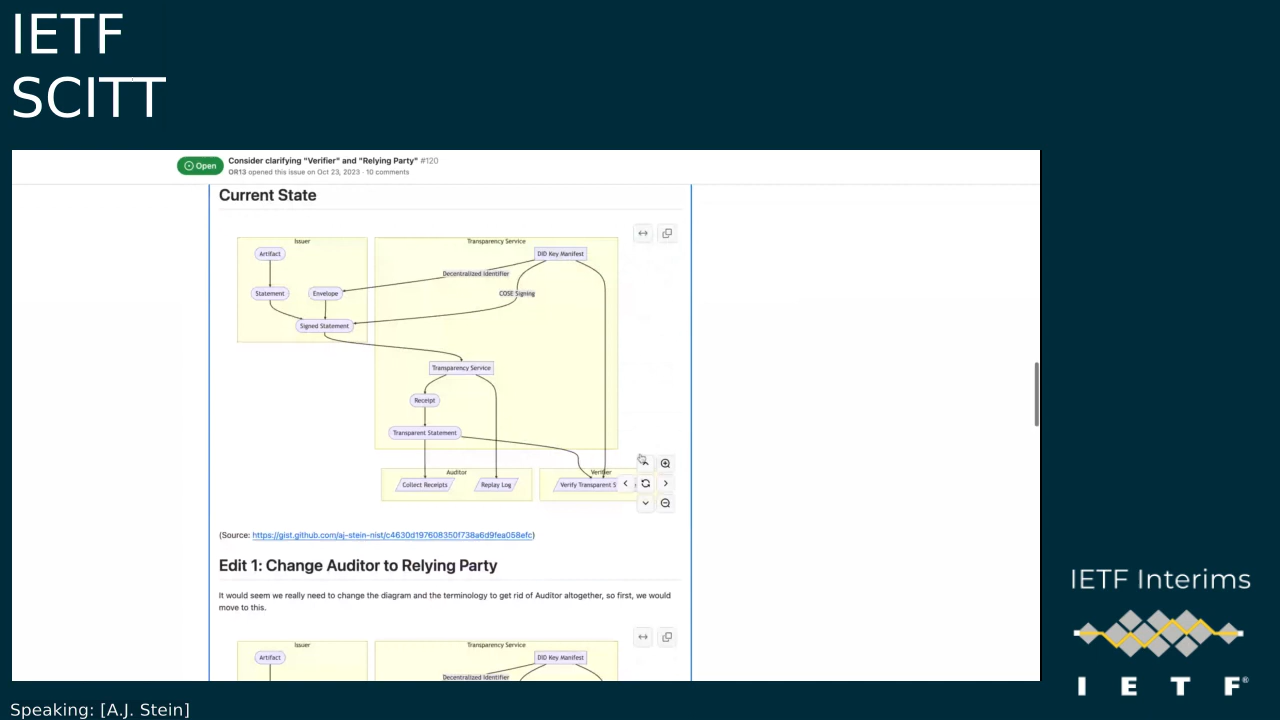 IETF
SCITT
Open
Consider clarifying "Verifier" and "Relying Party" #120
OR13 opened this issue on Oct 23, 2023 · 10 comments
Current State
Issuer
Transparency Service
Artifact
DID Key Manifest
Decentralized Identifier
Statement
Envelope
COSE Signing
Signed Statement
Transparency Service
Receipt
Transparent Statement
Auditor
Verifier
Collect Receipts
Replay Log
Verify Transparent S
(Source: https://gist.github.com/aj-stein-nist/c4630d197608350f738a6d9fea058efc)
Edit 1: Change Auditor to Relying Party
It would seem we really need to change the diagram and the terminology to get rid of Auditor altogether, so first, we would
move to this.
Issuer
Transparency Service
Artifact
DID Key Manifest
Decentralized Identifier
IETF Interims
I E T F®
Speaking: [A.J. Stein]